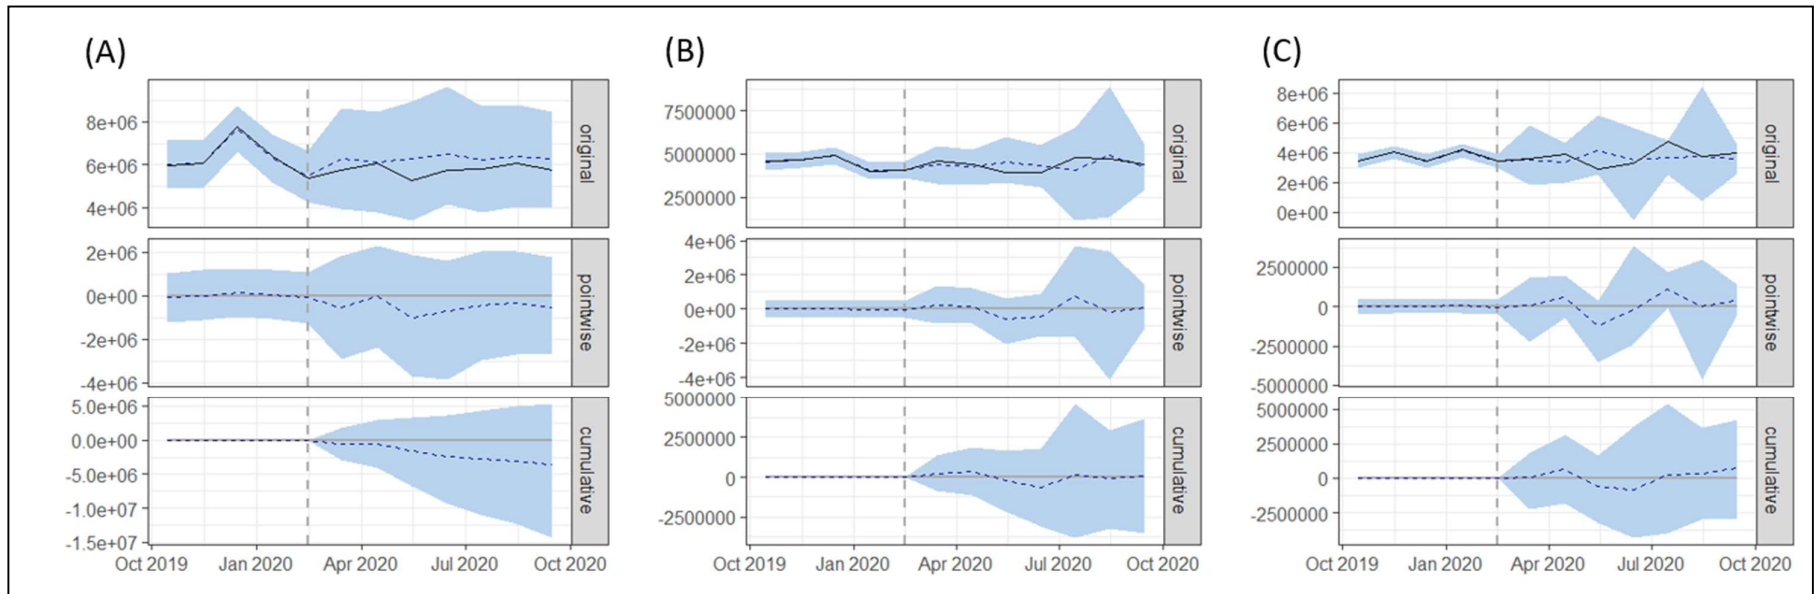 (A)
8e+06
6e+06
4e+06
original
2e+06
0e+00
-2e+06
-4e+06
pointwise
5.0e+06
0.0e+00
-5.0e+06
-1.0e+07
-1.5e+07
cumulative
Oct 2019 Jan 2020 Apr 2020 Jul 2020 Oct 2020
(B)
7500000
5000000
2500000
original
4e+06
2e+06
0e+00
-2e+06
-4e+06
pointwise
5000000
2500000
0
-2500000
cumulative
Oct 2019 Jan 2020 Apr 2020 Jul 2020 Oct 2020
(C)
8e+06
6e+06
4e+06
2e+06
0e+00
original
2500000
0
-2500000
-5000000
pointwise
5000000
2500000
0
-2500000
cumulative
Oct 2019 Jan 2020 Apr 2020 Jul 2020 Oct 2020